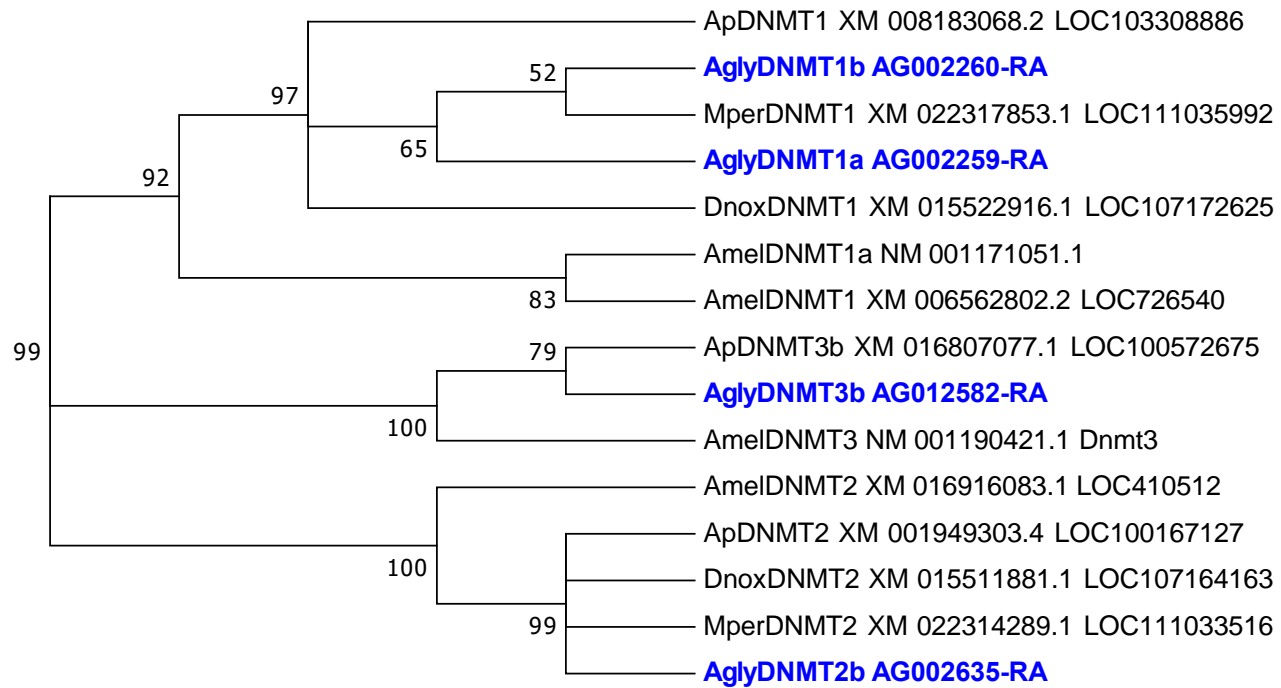 ApDNMT1 XM 008183068.2 LOC103308886
AglyDNMT1b AG002260-RA
52
97
MperDNMT1 XM 022317853.1 LOC111035992
65
AglyDNMT1a AG002259-RA
92
DnoxDNMT1 XM 015522916.1 LOC107172625
AmelDNMT1a NM 001171051.1
83
AmelDNMT1 XM 006562802.2 LOC726540
99
79
ApDNMT3b XM 016807077.1 LOC100572675
AglyDNMT3b AG012582-RA
100
AmelDNMT3 NM 001190421.1 Dnmt3
AmelDNMT2 XM 016916083.1 LOC410512
ApDNMT2 XM 001949303.4 LOC100167127
100
DnoxDNMT2 XM 015511881.1 LOC107164163
99
MperDNMT2 XM 022314289.1 LOC111033516
AglyDNMT2b AG002635-RA